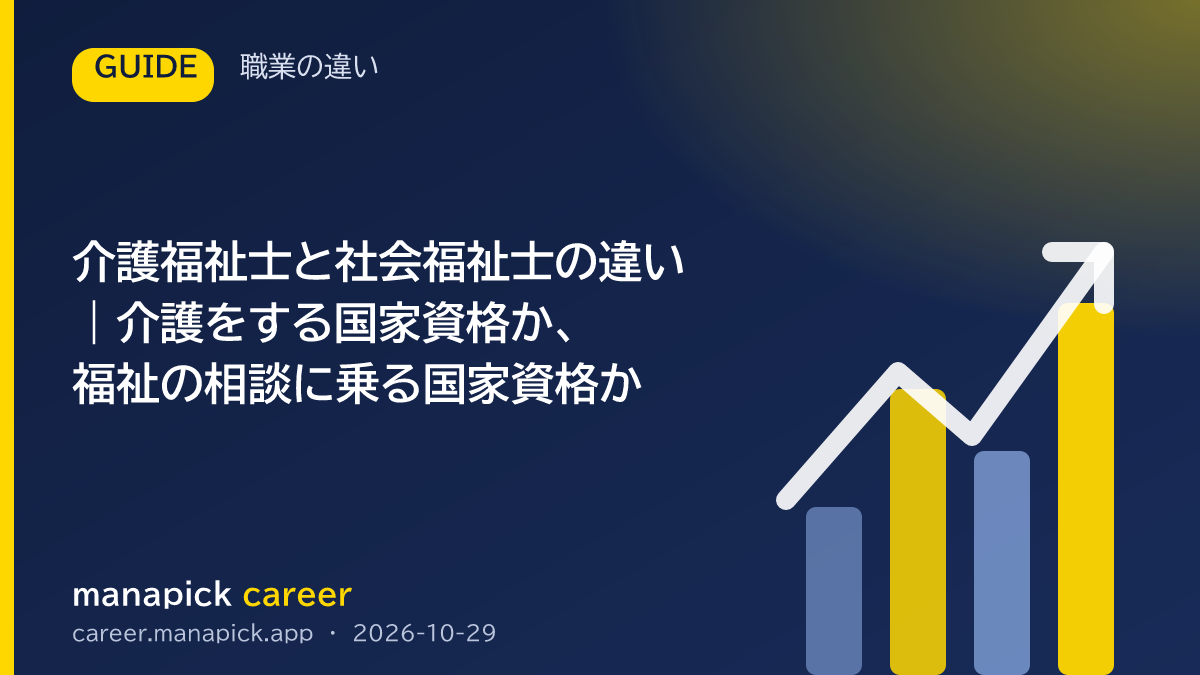 GUIDE 職業の違い
介護福祉士と社会福祉士の違い
｜介護をする国家資格か、
福祉の相談に乗る国家資格か
manapick career
career.manapick.app ・ 2026-10-29